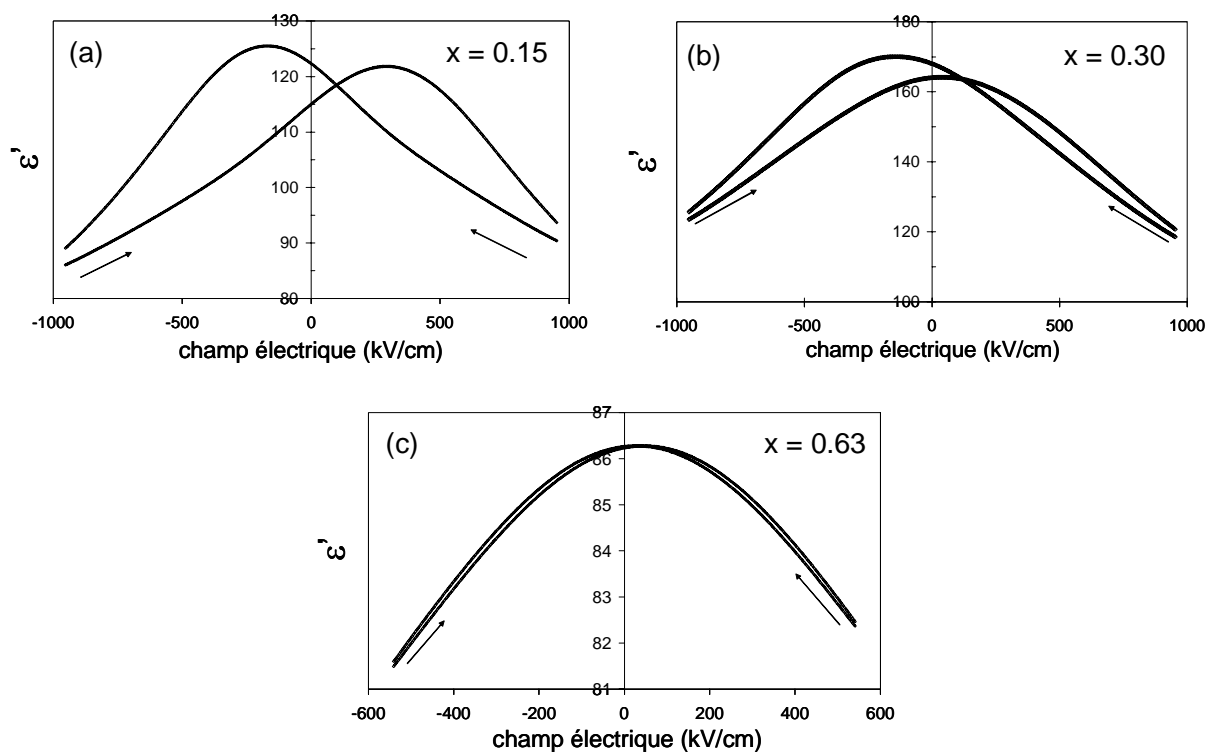 (a)
x = 0.15
ε'
130
120
110
100
90
80
-1000
-500
0
500
1000
champ électrique (kV/cm)
(b)
x = 0.30
ε'
180
160
140
120
100
-1000
-500
0
500
1000
champ électrique (kV/cm)
(c)
x = 0.63
ε'
87
86
85
84
83
82
81
-600
-400
-200
0
200
400
600
champ électrique (kV/cm)